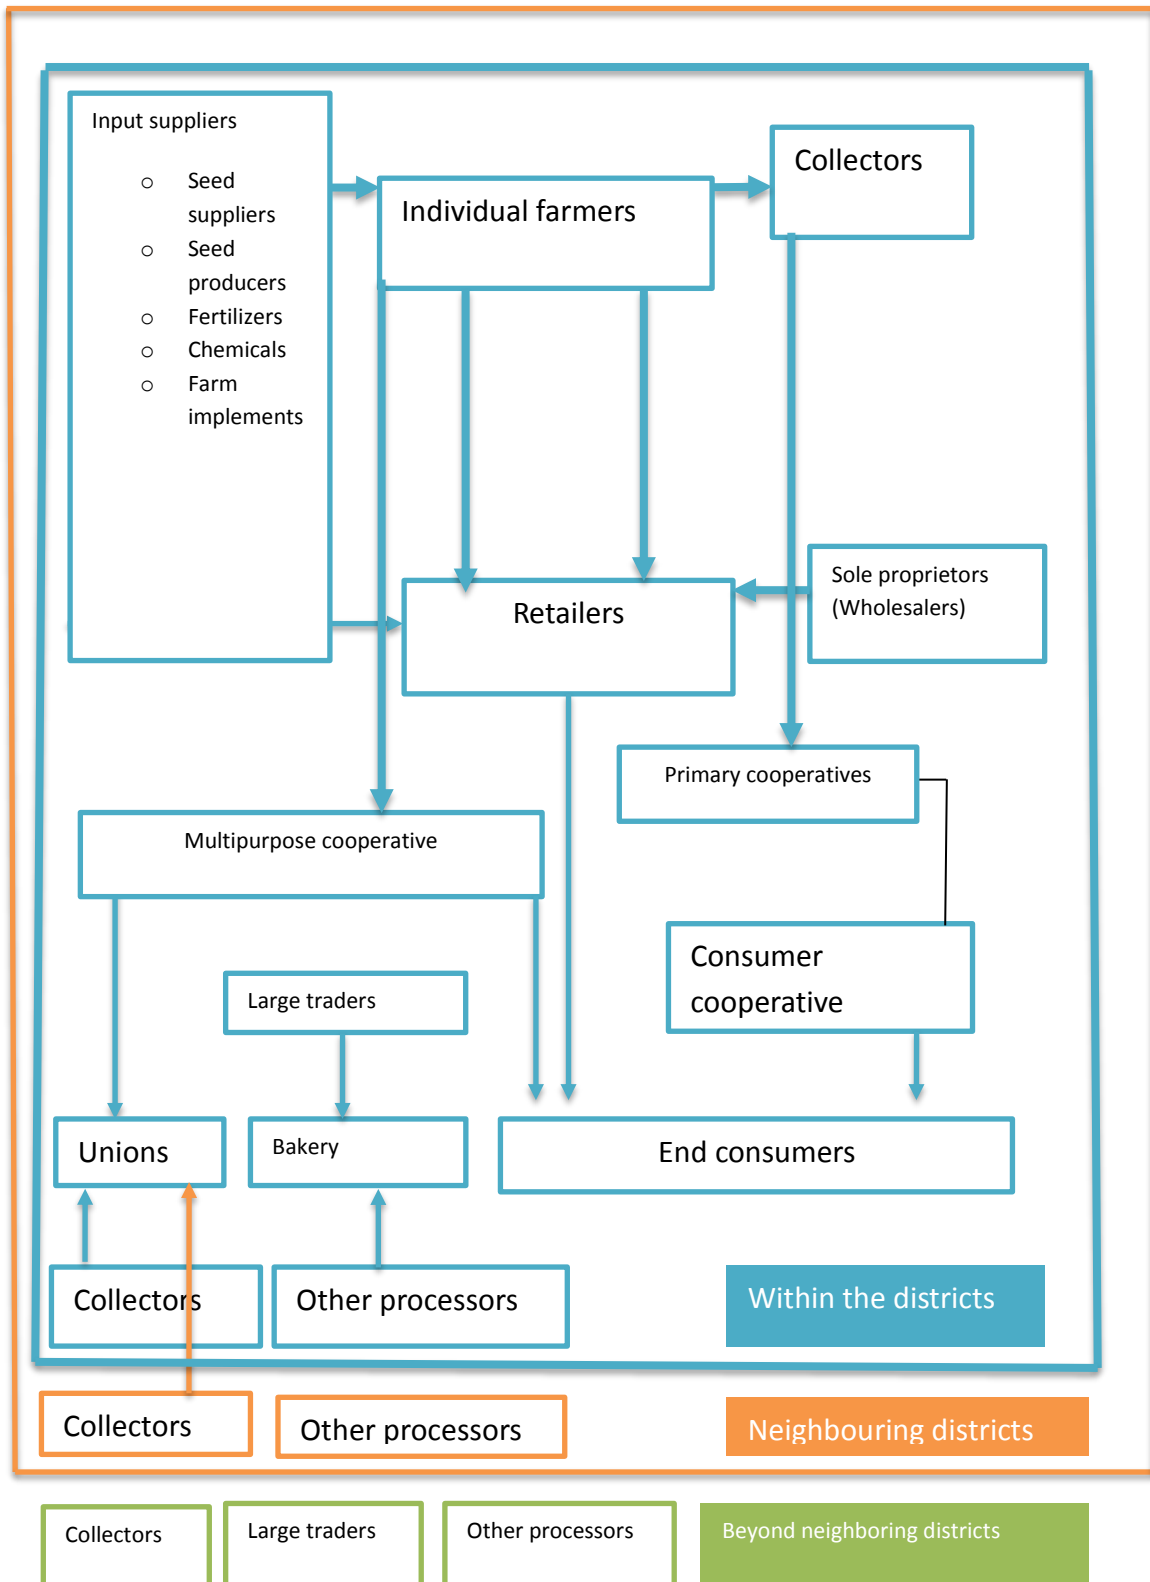 Input suppliers
o Seed
suppliers
o Seed
producers
o Fertilizers
o Chemicals
o Farm
implements
Individual farmers
Collectors
Retailers
Sole proprietors
(Wholesalers)
Primary cooperatives
Multipurpose cooperative
Consumer
cooperative
Large traders
Unions
Bakery
End consumers
Collectors
Other processors
Within the districts
Collectors
Other processors
Neighbouring districts
Collectors
Large traders
Other processors
Beyond neighboring districts